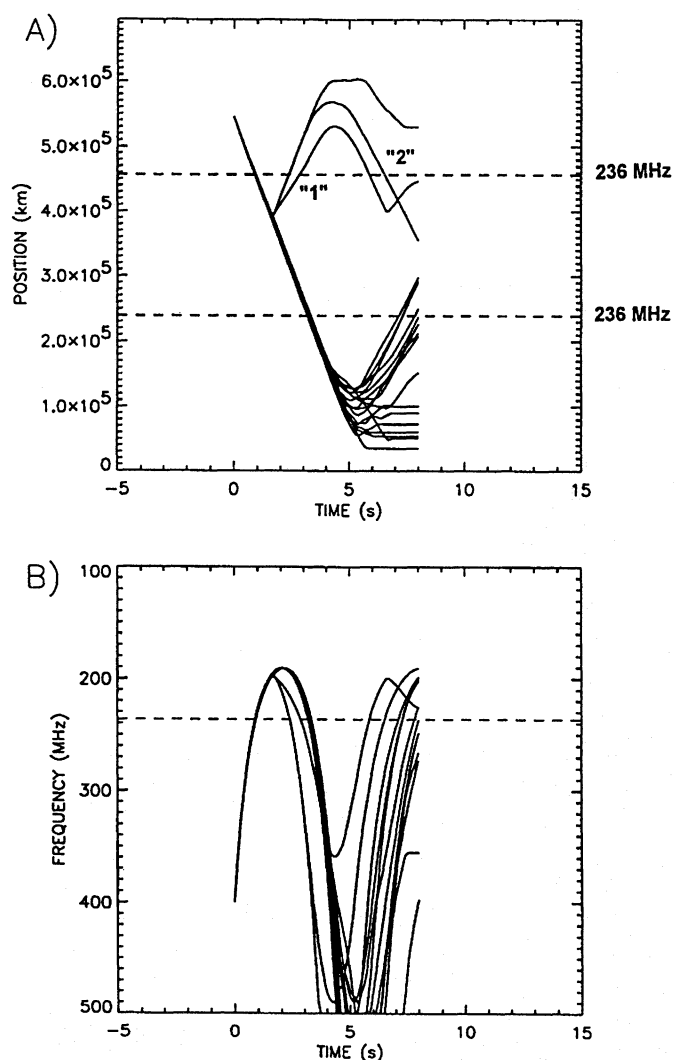 A)
6.0×10⁵
5.0×10⁵
4.0×10⁵
3.0×10⁵
2.0×10⁵
1.0×10⁵
0
POSITION (km)
"1"
"2"
236 MHz
236 MHz
-5 0 5 10 15
TIME (s)
B)
100
200
300
400
500
FREQUENCY (MHz)
-5 0 5 10 15
TIME (s)